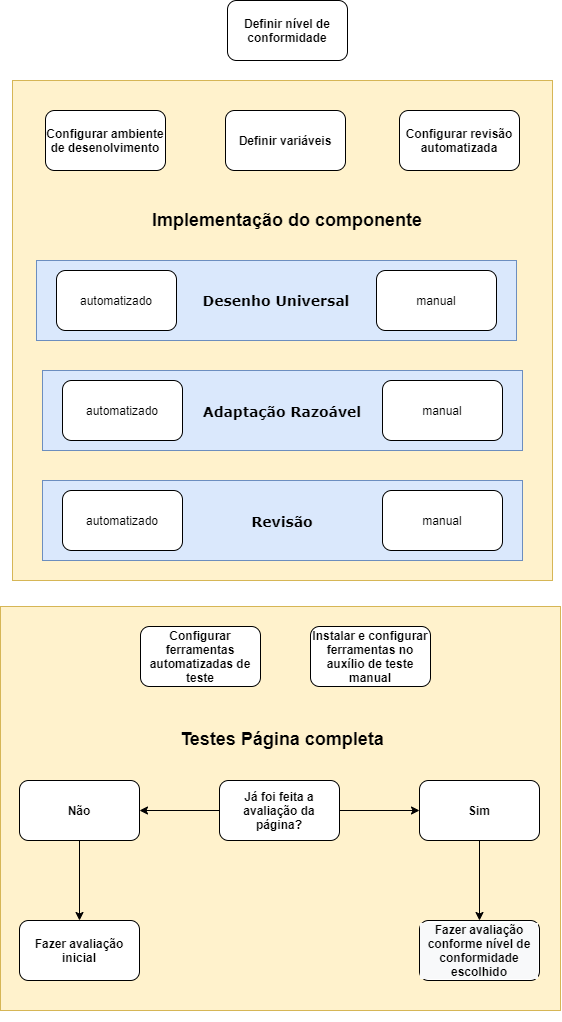 Definir nível de
conformidade
Configurar ambiente
de desenolvimento
Definir variáveis
Configurar revisão
automatizada
Implementação do componente
automatizado
Desenho Universal
manual
automatizado
Adaptação Razoável
manual
automatizado
Revisão
manual
Configurar
ferramentas
automatizadas de
teste
Instalar e configurar
ferramentas no
auxílio de teste
manual
Testes Página completa
Não
Já foi feita a
avaliação da
página?
Sim
Fazer avaliação
inicial
Fazer avaliação
conforme nível de
conformidade
escolhido